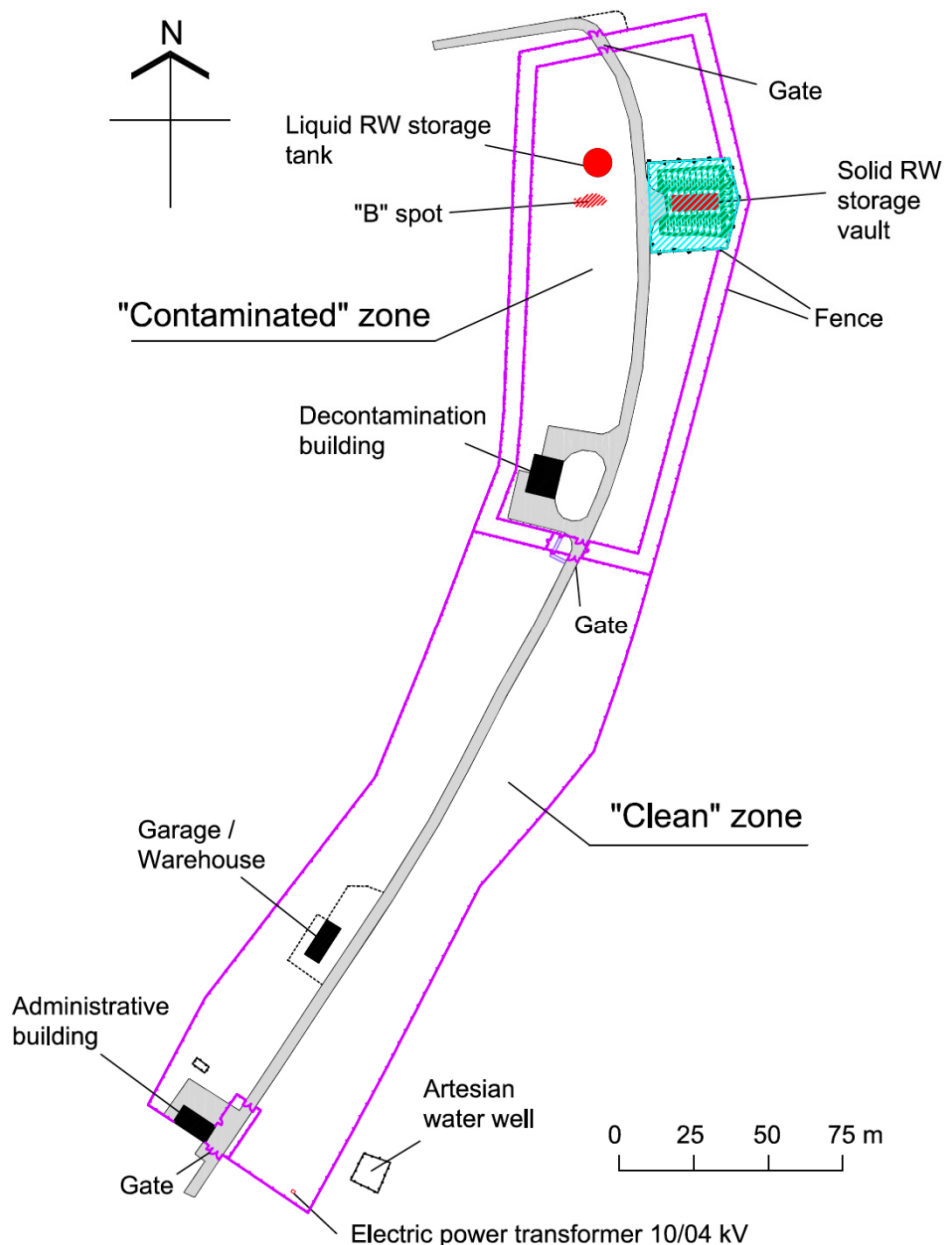 N
Gate
Liquid RW storage
tank
Solid RW
storage
vault
"B" spot
"Contaminated" zone
Fence
Decontamination
building
Gate
"Clean" zone
Garage /
Warehouse
Administrative
building
Artesian
water well
0 25 50 75 m
Gate
Electric power transformer 10/04 kV